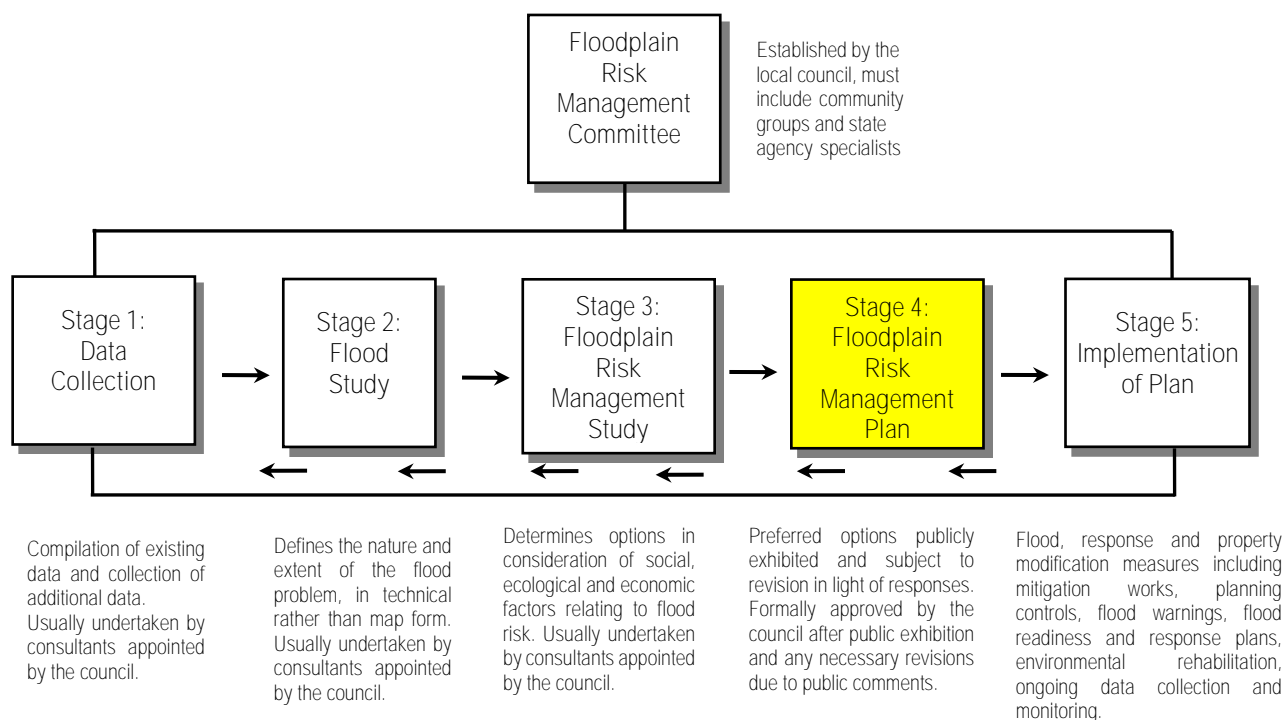 Floodplain
Risk
Management
Committee
Established by the
local council, must
include community
groups and state
agency specialists
Stage 1:
Data
Collection
Stage 2:
Flood
Study
Stage 3:
Floodplain
Risk
Management
Study
Stage 4:
Floodplain
Risk
Management
Plan
Stage 5:
Implementation
of Plan
Compilation of existing
data and collection of
additional data.
Usually undertaken by
consultants appointed
by the council.
Defines the nature and
extent of the flood
problem, in technical
rather than map form.
Usually undertaken by
consultants appointed
by the council.
Determines options in
consideration of social,
ecological and economic
factors relating to flood
risk. Usually undertaken
by consultants appointed
by the council.
Preferred options publicly
exhibited and subject to
revision in light of responses.
Formally approved by the
council after public exhibition
and any necessary revisions
due to public comments.
Flood, response and property
modification measures including
mitigation works, planning
controls, flood warnings, flood
readiness and response plans,
environmental rehabilitation,
ongoing data collection and
monitoring.